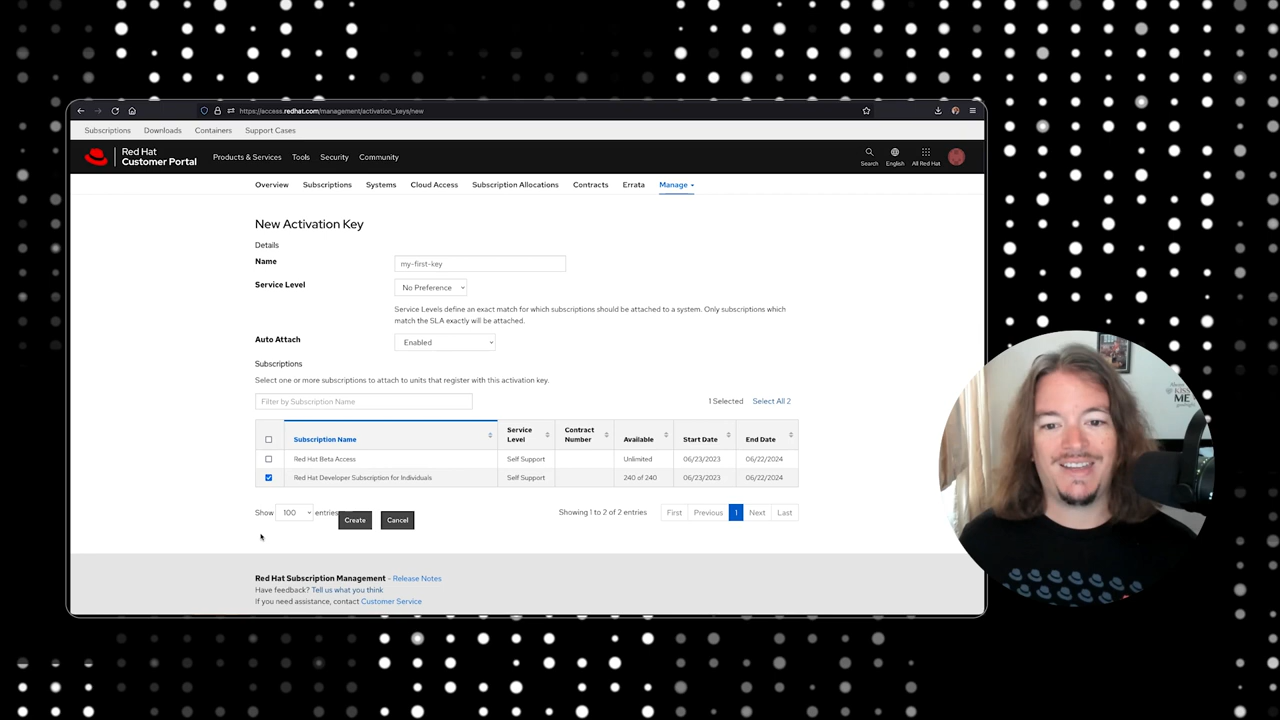 https://access.redhat.com/management/activation_keys/new
Subscriptions Downloads Containers Support Cases
Red Hat
Customer Portal
Products & Services Tools Security Community
Search English All Red Hat
Overview Subscriptions Systems Cloud Access Subscription Allocations Contracts Errata Manage
New Activation Key
Details
Name my-first-key
Service Level No Preference
Service Levels define an exact match for which subscriptions should be attached to a system. Only subscriptions which
match the SLA exactly will be attached.
Auto Attach Enabled
Subscriptions
Select one or more subscriptions to attach to units that register with this activation key.
Filter by Subscription Name 1 Selected Select All 2
Subscription Name Service Level Contract Number Available Start Date End Date
Red Hat Beta Access Self Support Unlimited 06/23/2023 06/22/2024
Red Hat Developer Subscription for Individuals Self Support 240 of 240 06/23/2023 06/22/2024
Show 100 entries Create Cancel Showing 1 to 2 of 2 entries First Previous 1 Next Last
Red Hat Subscription Management - Release Notes
Have feedback? Tell us what you think
If you need assistance, contact Customer Service
KISS
ME